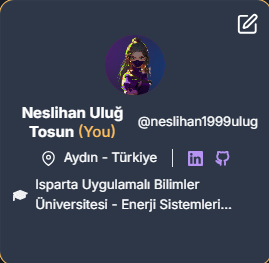 Neslihan Uluğ
Tosun (You)
@neslihan1999ulug
Aydın - Türkiye
Isparta Uygulamalı Bilimler
Üniversitesi - Enerji Sistemleri...